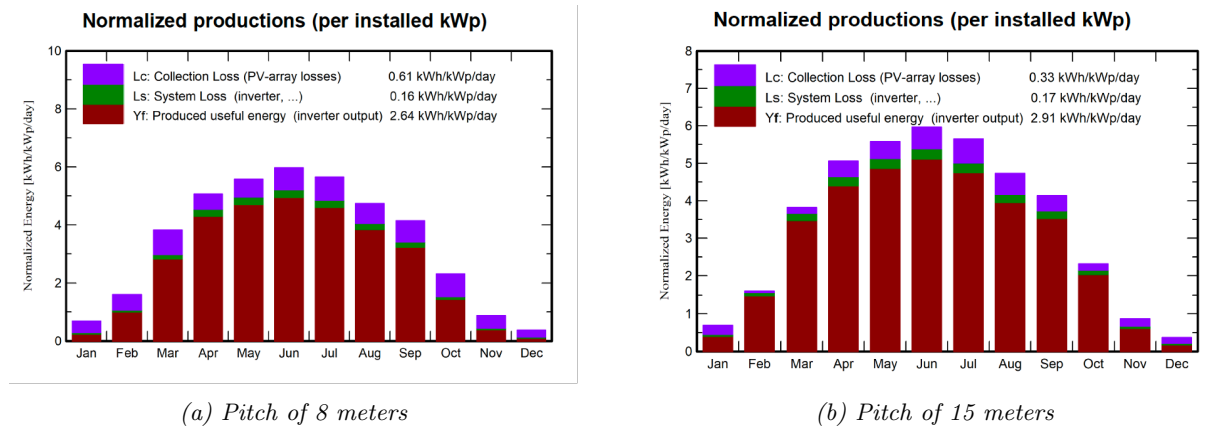 Normalized productions (per installed kWp)
10
8
6
4
2
0
Normalized Energy [kWh/kWp/day]
Lc: Collection Loss (PV-array losses) 0.61 kWh/kWp/day
Ls: System Loss (inverter, ...) 0.16 kWh/kWp/day
Yf: Produced useful energy (inverter output) 2.64 kWh/kWp/day
Jan Feb Mar Apr May Jun Jul Aug Sep Oct Nov Dec
(a) Pitch of 8 meters
Normalized productions (per installed kWp)
8
7
6
5
4
3
2
1
0
Normalized Energy [kWh/kWp/day]
Lc: Collection Loss (PV-array losses) 0.33 kWh/kWp/day
Ls: System Loss (inverter, ...) 0.17 kWh/kWp/day
Yf: Produced useful energy (inverter output) 2.91 kWh/kWp/day
Jan Feb Mar Apr May Jun Jul Aug Sep Oct Nov Dec
(b) Pitch of 15 meters